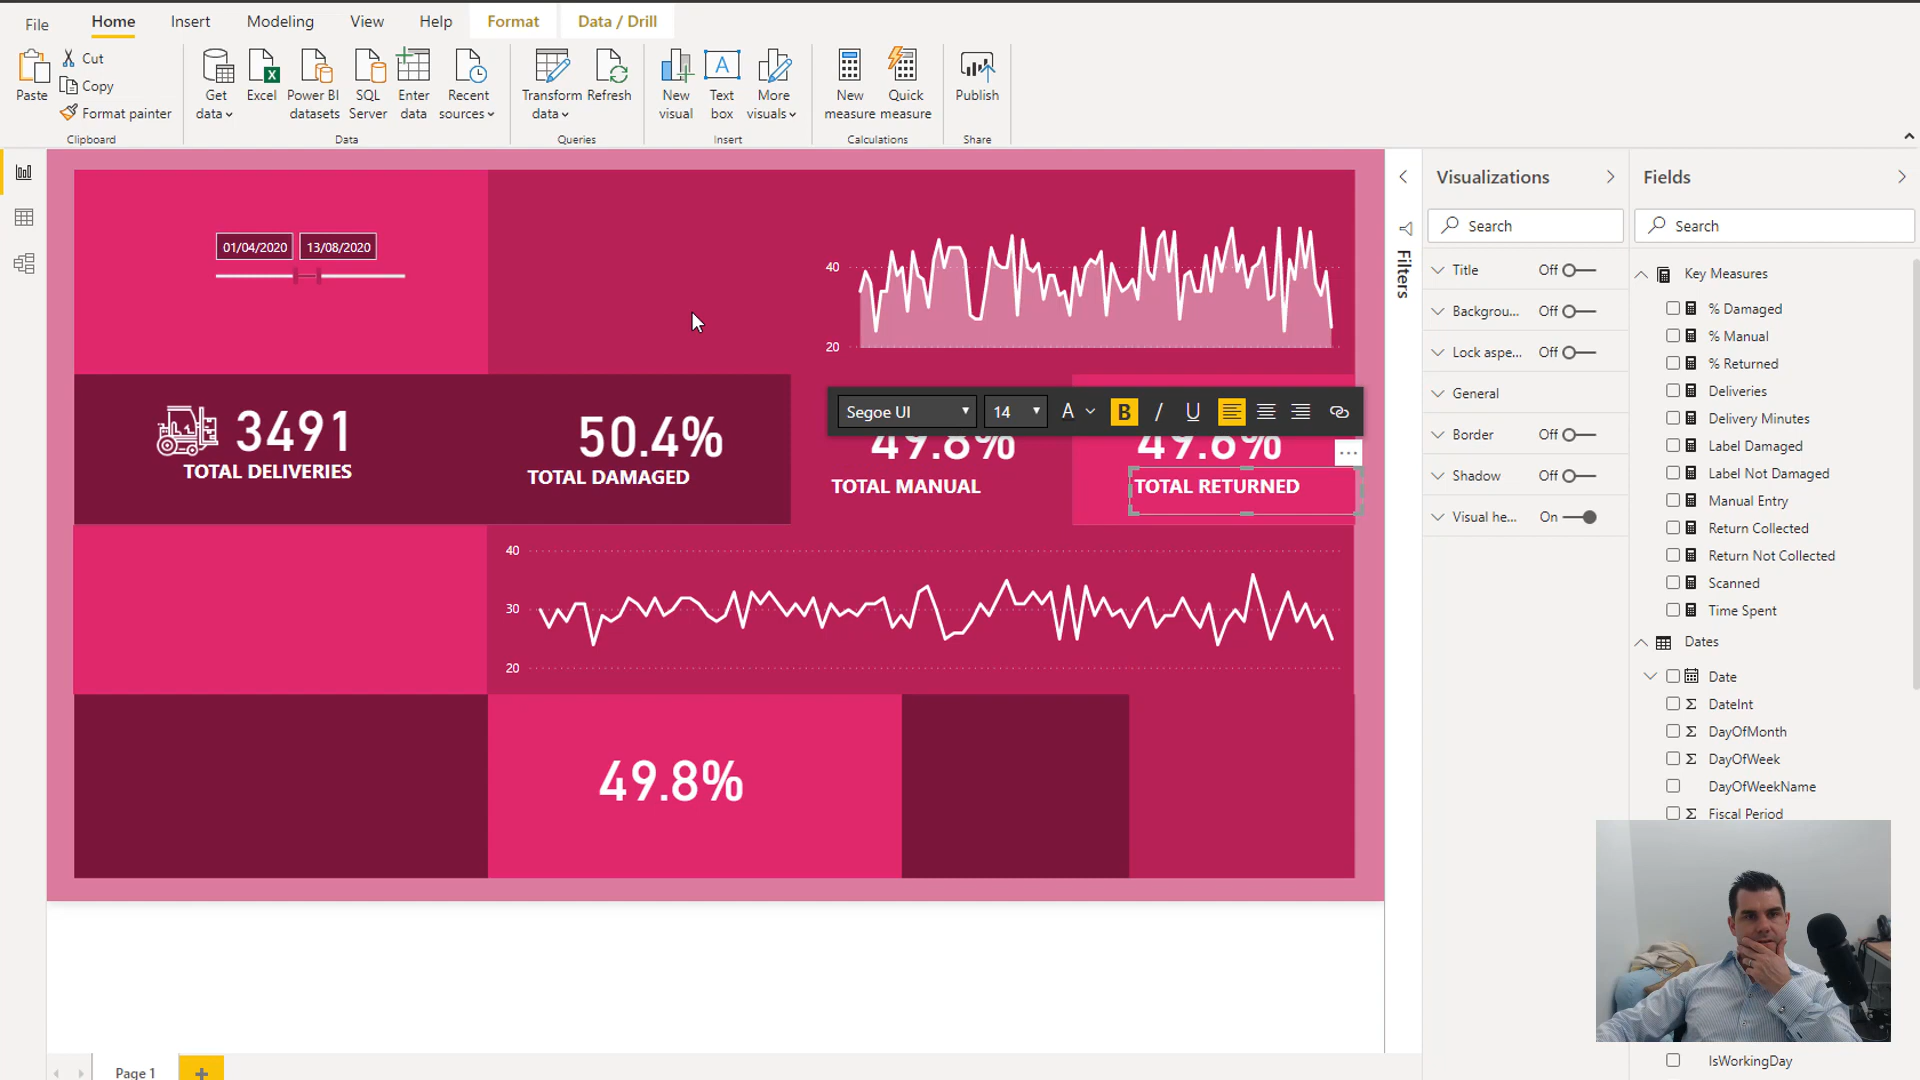 File
Home
Insert
Modeling
View
Help
Format
Data / Drill
Paste
Cut
Copy
Format painter
Clipboard
Get data
Excel
Power BI datasets
SQL Server
Enter data
Recent sources
Data
Transform data
Refresh
Queries
New visual
Text box
More visuals
Insert
New measure
Quick measure
Calculations
Publish
Share
01/04/2020
13/08/2020
40
20
3491
TOTAL DELIVERIES
50.4%
TOTAL DAMAGED
Segoe UI
14
A
B
I
U
49.8%
TOTAL MANUAL
49.6%
...
TOTAL RETURNED
40
30
20
49.8%
Page 1
+
Filters
Visualizations
Search
Title Off
Backgrou... Off
Lock aspe... Off
General
Border Off
Shadow Off
Visual he... On
Fields
Search
Key Measures
% Damaged
% Manual
% Returned
Deliveries
Delivery Minutes
Label Damaged
Label Not Damaged
Manual Entry
Return Collected
Return Not Collected
Scanned
Time Spent
Dates
Date
DateInt
DayOfMonth
DayOfWeek
DayOfWeekName
Fiscal Period
IsWorkingDay